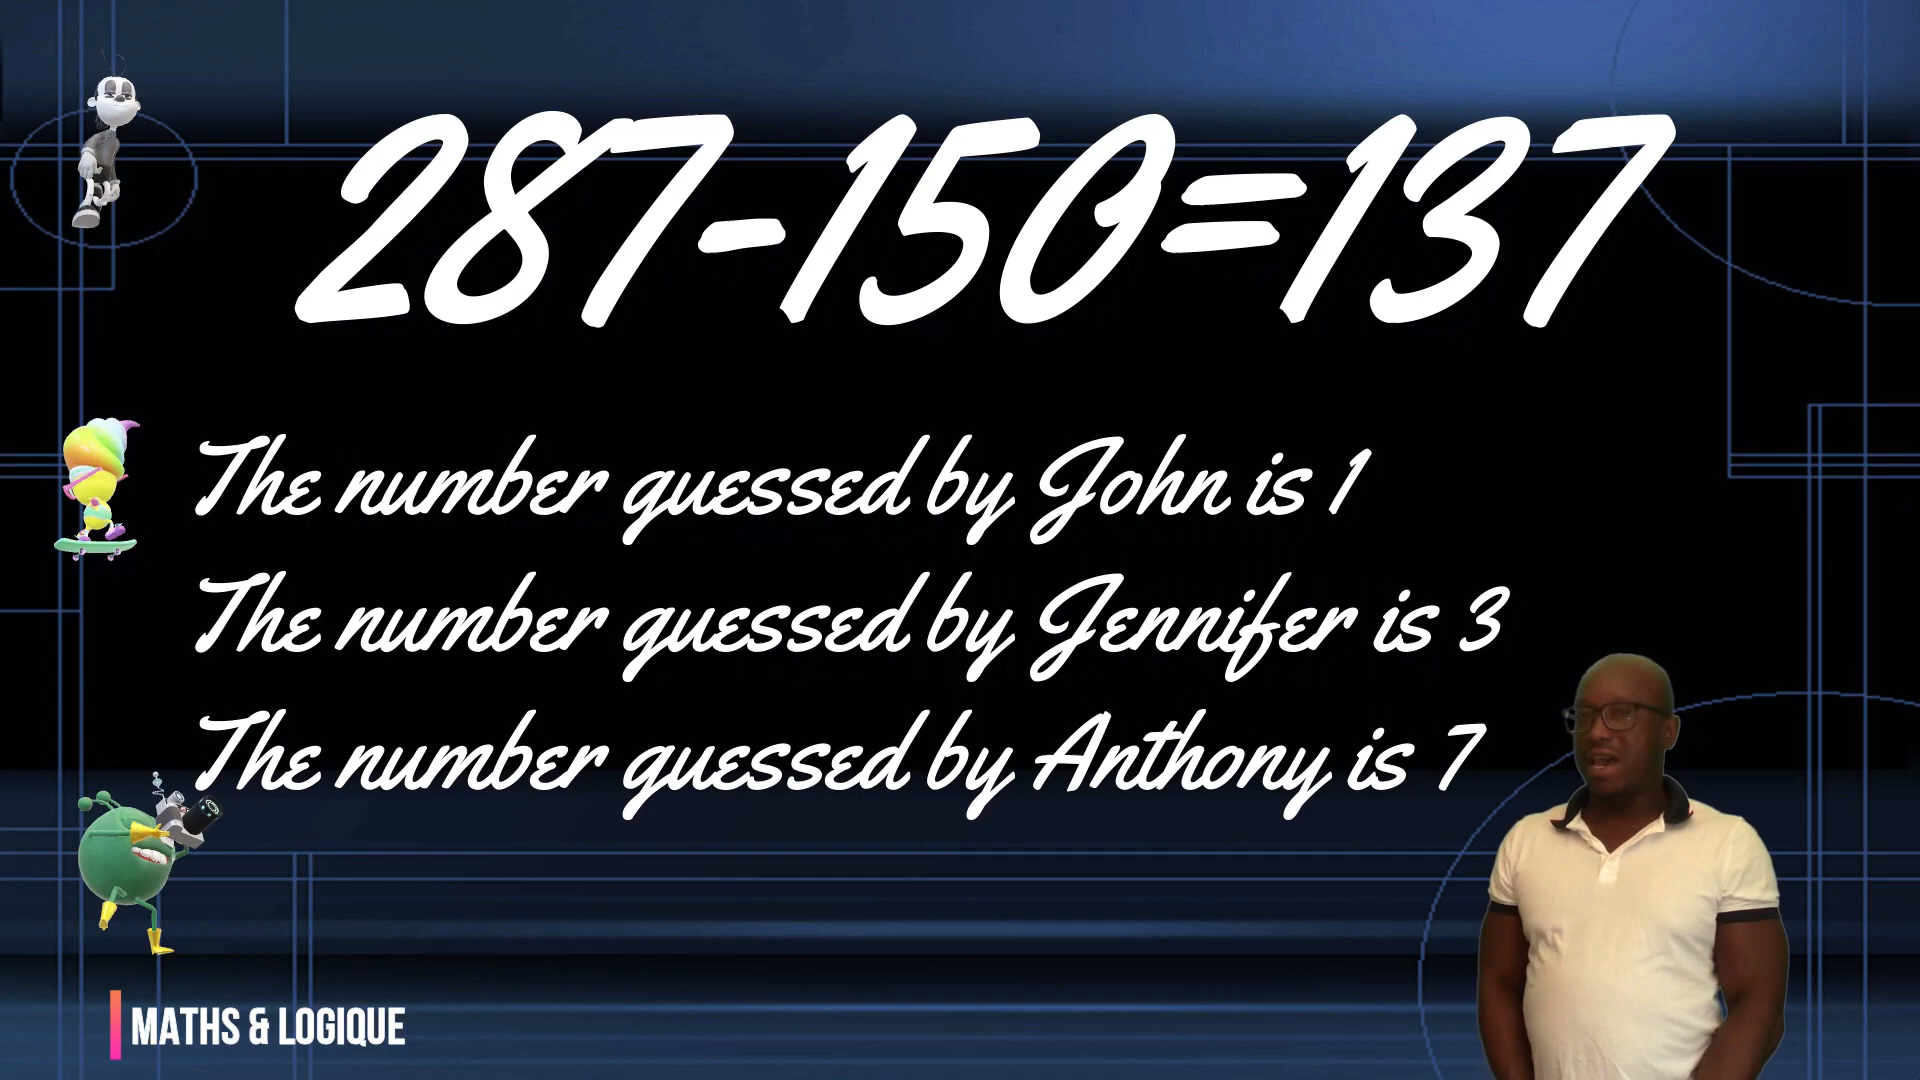 287-150=137
The number guessed by John is 1
The number guessed by Jennifer is 3
The number guessed by Anthony is 7
MATHS & LOGIQUE